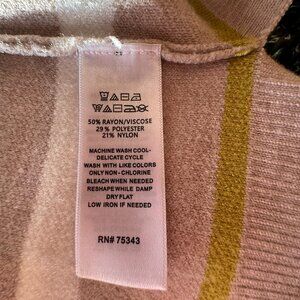 50% RAYON/VISCOSE
29% POLYESTER
21% NYLON
MACHINE WASH COOL-
DELICATE CYCLE
WASH WITH LIKE COLORS
ONLY NON - CHLORINE
BLEACH WHEN NEEDED
RESHAPE WHILE DAMP
DRY FLAT
LOW IRON IF NEEDED
RN# 75343